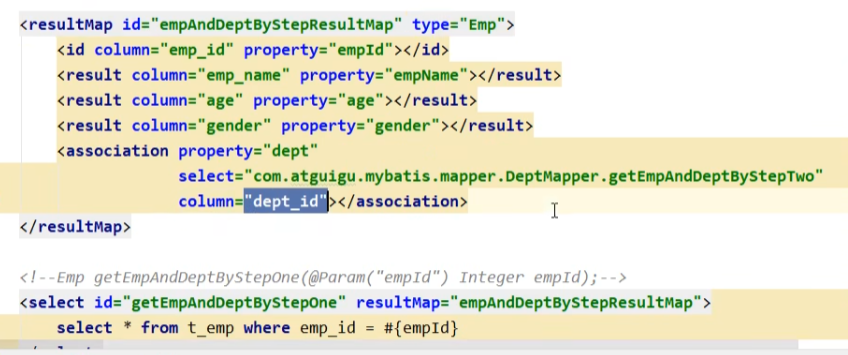 <resultMap id="empAndDeptByStepResultMap" type="Emp">
<id column="emp_id" property="empId"></id>
<result column="emp_name" property="empName"></result>
<result column="age" property="age"></result>
<result column="gender" property="gender"></result>
<association property="dept"
select="com.atguigu.mybatis.mapper.DeptMapper.getEmpAndDeptByStepTwo"
column="dept_id"></association>
</resultMap>
<!--Emp getEmpAndDeptByStepOne(@Param("empId") Integer empId);-->
<select id="getEmpAndDeptByStepOne" resultMap="empAndDeptByStepResultMap">
select * from t_emp where emp_id = #{empId}